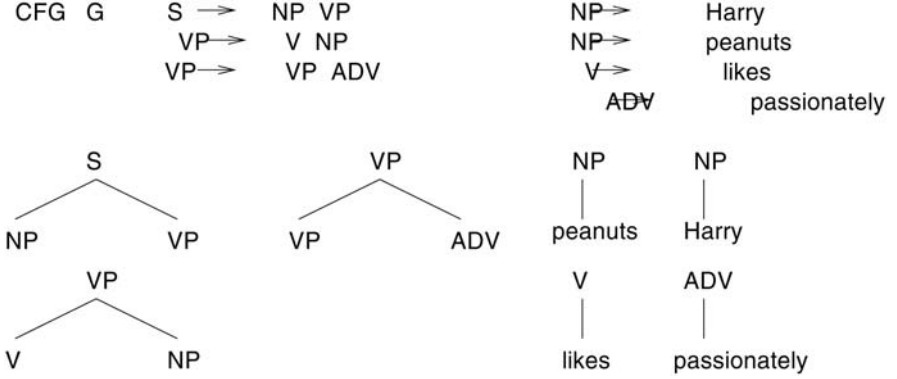 CFG G S → NP VP NP → Harry
VP → V NP NP → peanuts
VP → VP ADV V → likes
ADV → passionately
S VP NP NP
NP VP VP ADV peanuts Harry
VP V ADV
V NP likes passionately